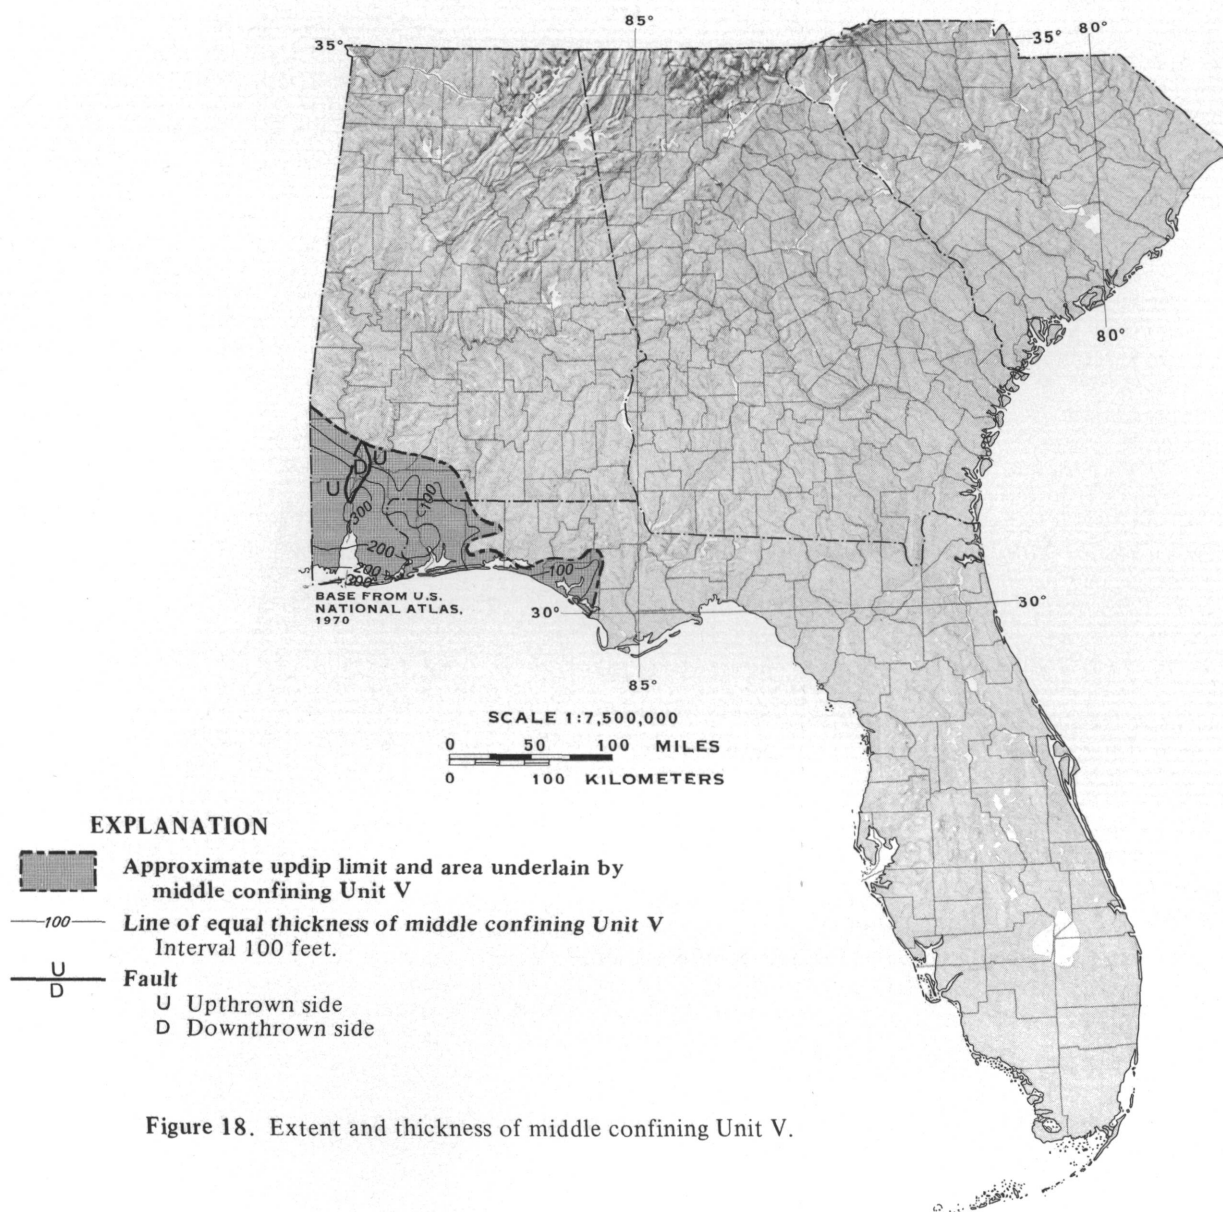 85°
80°
35°
35°
80°
U
D
U
300
100
200
200
300
100
BASE FROM U.S.
NATIONAL ATLAS,
1970
30°
30°
85°
SCALE 1:7,500,000
0 50 100 MILES
0 100 KILOMETERS
EXPLANATION
Approximate updip limit and area underlain by
middle confining Unit V
100 Line of equal thickness of middle confining Unit V
Interval 100 feet.
U
D
Fault
U Upthrown side
D Downthrown side
Figure 18. Extent and thickness of middle confining Unit V.